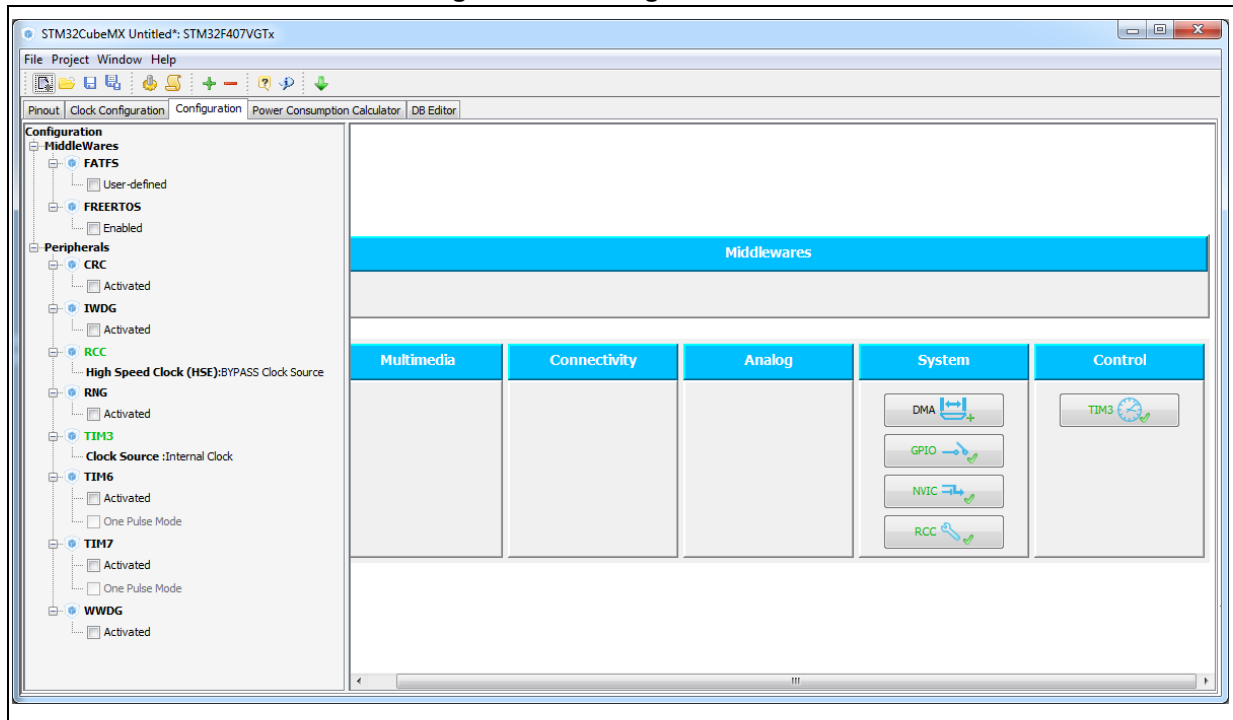 STM32CubeMX Untitled*: STM32F407VGTx
File Project Window Help
Pinout Clock Configuration Configuration Power Consumption Calculator DB Editor
Configuration
MiddleWares
FATFS
User-defined
FREERTOS
Enabled
Peripherals
CRC
Activated
IWDG
Activated
RCC
High Speed Clock (HSE):BYPASS Clock Source
RNG
Activated
TIM3
Clock Source :Internal Clock
TIM6
Activated
One Pulse Mode
TIM7
Activated
One Pulse Mode
WWDG
Activated
Middlewares
Multimedia Connectivity Analog System Control
DMA TIM3
GPIO
NVIC
RCC